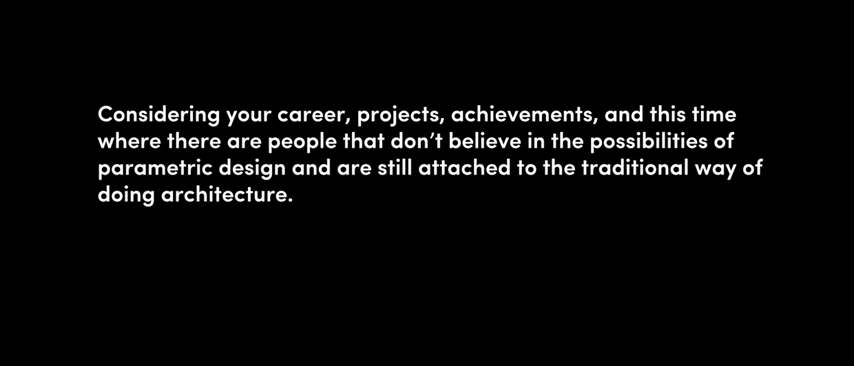 Considering your career, projects, achievements, and this time
where there are people that don’t believe in the possibilities of
parametric design and are still attached to the traditional way of
doing architecture.